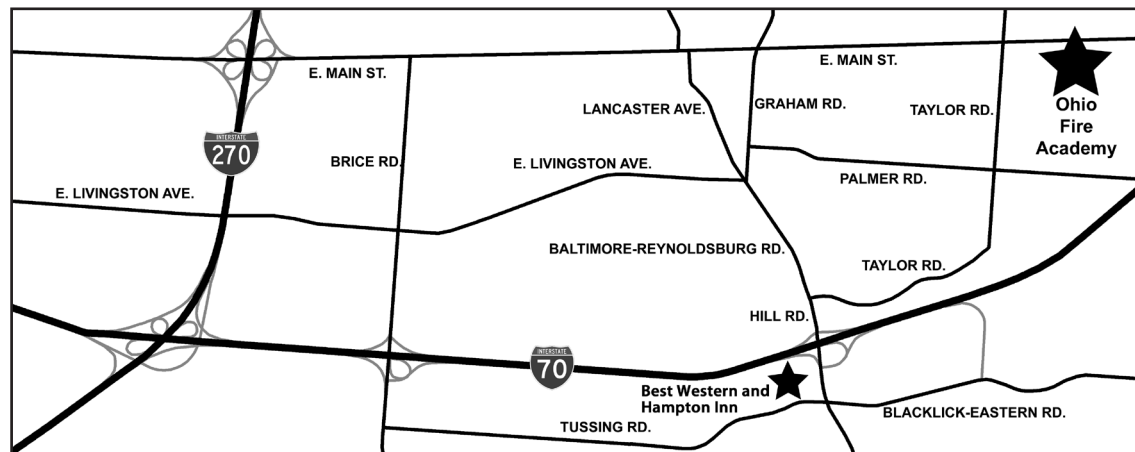 E. MAIN ST.
E. MAIN ST.
LANCASTER AVE.
GRAHAM RD.
TAYLOR RD.
Ohio
Fire
Academy
INTERSTATE
270
BRICE RD.
E. LIVINGSTON AVE.
E. LIVINGSTON AVE.
PALMER RD.
BALTIMORE-REYNOLDSBURG RD.
TAYLOR RD.
HILL RD.
INTERSTATE
70
Best Western and
Hampton Inn
TUSSING RD.
BLACKLICK-EASTERN RD.